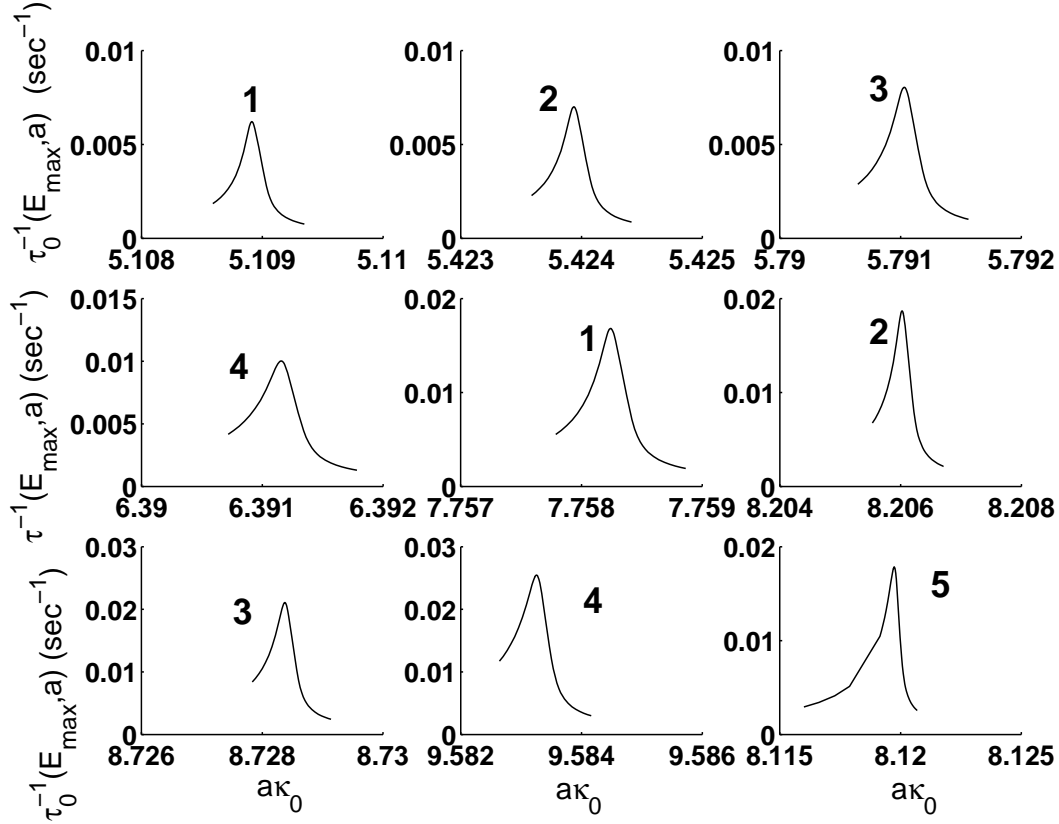 τ₀⁻¹(E_max,a) (sec⁻¹)
0.01
0.005
0
1
5.108 5.109 5.11
0.01
0.005
0
2
5.423 5.424 5.425
0.01
0.005
0
3
5.79 5.791 5.792
τ⁻¹(E_max,a) (sec⁻¹)
0.015
0.01
0.005
0
4
6.39 6.391 6.392
0.02
0.01
0
1
7.757 7.758 7.759
0.02
0.01
0
2
8.204 8.206 8.208
τ₀⁻¹(E_max,a) (sec⁻¹)
0.03
0.02
0.01
0
3
8.726 8.728 8.73
aκ₀
0.03
0.02
0.01
0
4
9.582 9.584 9.586
aκ₀
0.02
0.01
0
5
8.115 8.12 8.125
aκ₀